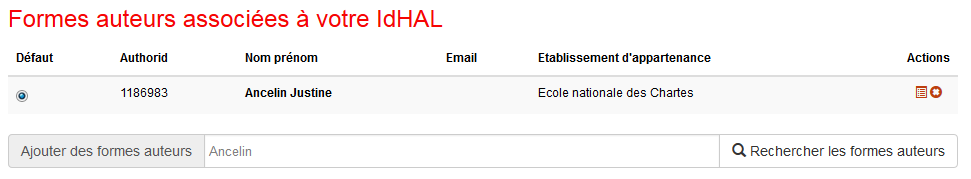 Formes auteurs associées à votre IdHAL
Défaut Authorid Nom prénom Email Etablissement d'appartenance Actions
1186983 Ancelin Justine Ecole nationale des Chartes
Ajouter des formes auteurs Ancelin Rechercher les formes auteurs